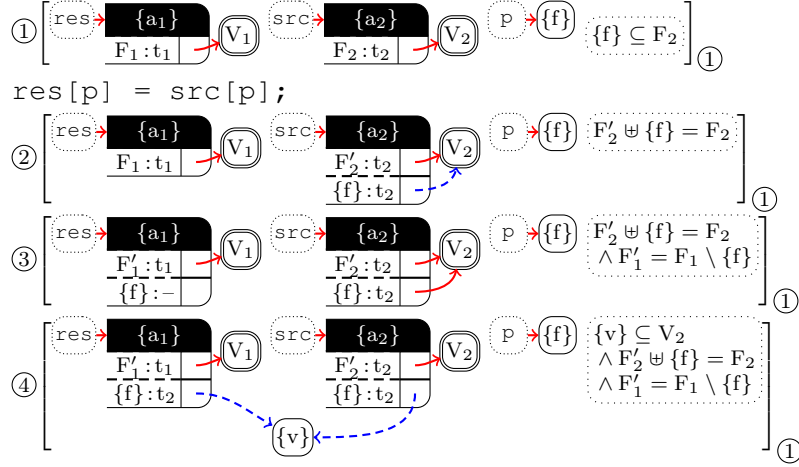 ① res {a₁} F₁:t₁ V₁ src {a₂} F₂:t₂ V₂ p {f} {f} ⊆ F₂ ①
res[p] = src[p];
② res {a₁} F₁:t₁ V₁ src {a₂} F′₂:t₂ V₂ p {f} F′₂ ⊎ {f} = F₂
{f}:t₂ ①
③ res {a₁} F′₁:t₁ V₁ src {a₂} F′₂:t₂ V₂ p {f} F′₂ ⊎ {f} = F₂
{f}:– {f}:t₂ ∧ F′₁ = F₁ \ {f} ①
④ res {a₁} F′₁:t₁ V₁ src {a₂} F′₂:t₂ V₂ p {f} {v} ⊆ V₂
∧ F′₂ ⊎ {f} = F₂
{f}:t₂ {f}:t₂ ∧ F′₁ = F₁ \ {f}
{v} ①